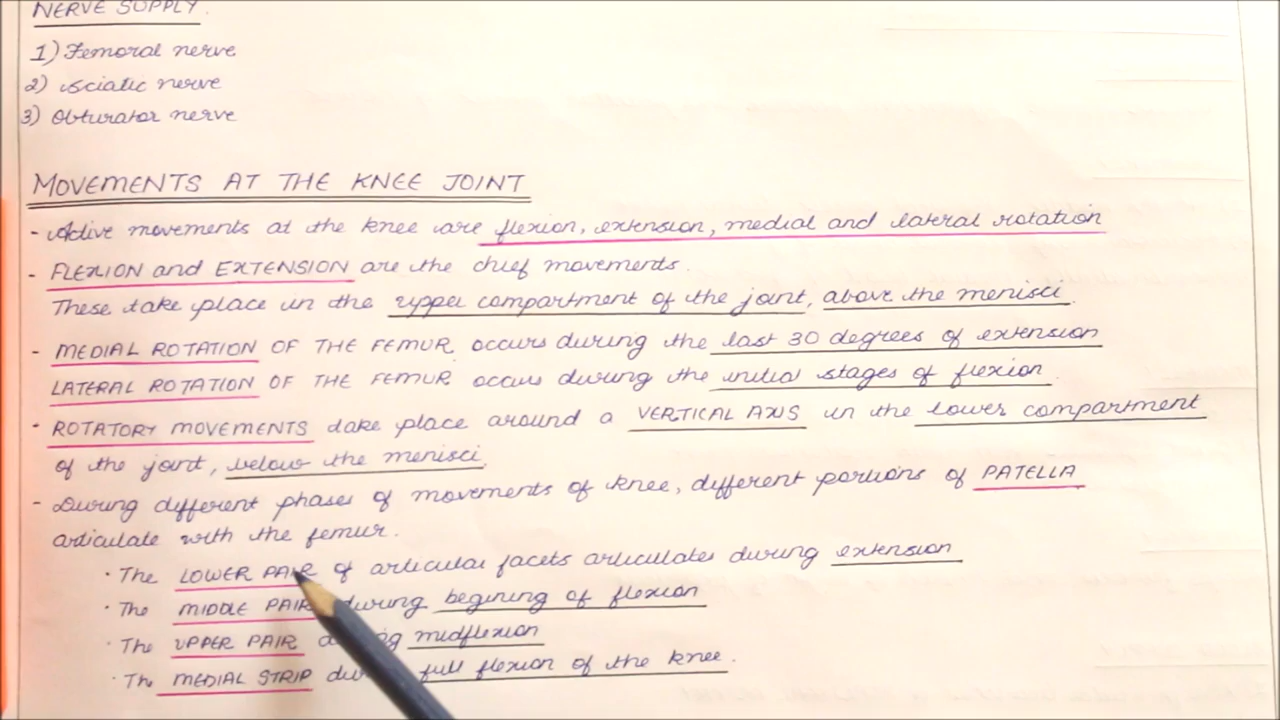 NERVE SUPPLY.
1) Femoral nerve
2) sciatic nerve
3) Obturator nerve
MOVEMENTS AT THE KNEE JOINT
- Active movements at the knee are flexion, extension, medial and lateral rotation
- FLEXION and EXTENSION are the chief movements.
These take place in the upper compartment of the joint, above the menisci.
- MEDIAL ROTATION OF THE FEMUR occurs during the last 30 degrees of extension
LATERAL ROTATION OF THE FEMUR occurs during the initial stages of flexion.
- ROTATORY MOVEMENTS take place around a VERTICAL AXIS in the lower compartment
of the joint, below the menisci.
- During different phases of movements of knee, different portions of PATELLA
articulate with the femur.
· The LOWER PAIR of articular facets articulates during extension
· The MIDDLE PAIR during begining of flexion
· The UPPER PAIR during midflexion
· The MEDIAL STRIP during full flexion of the knee.